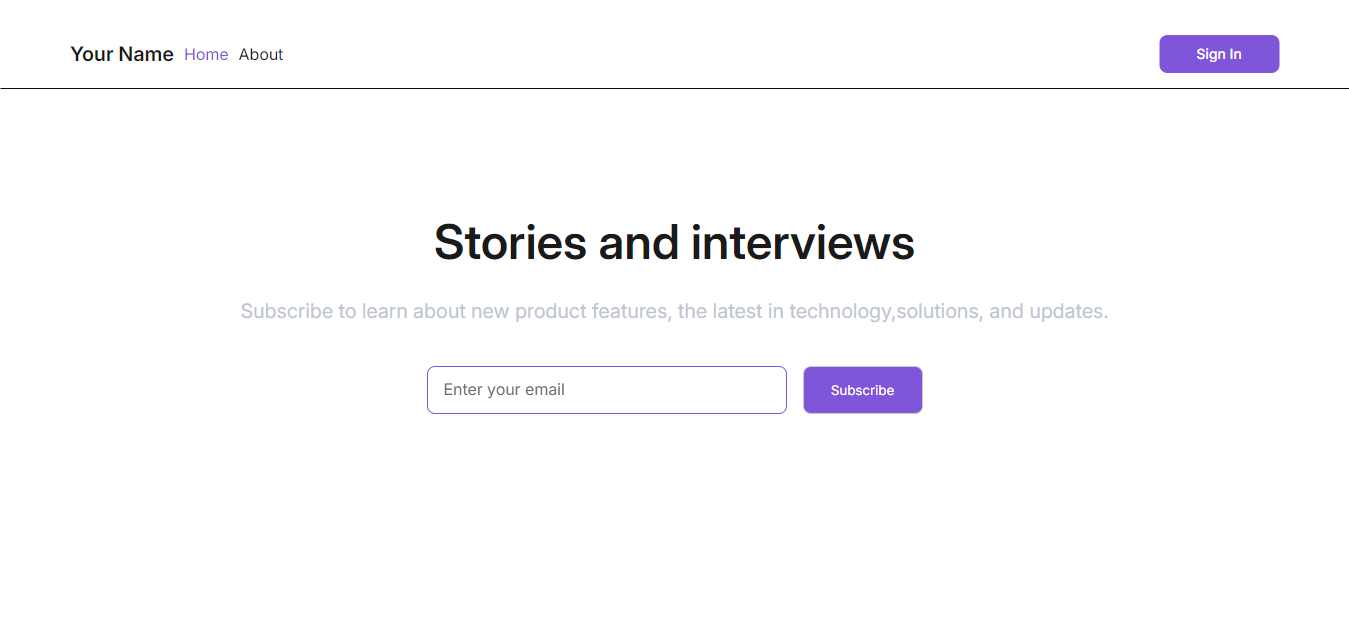 Your Name Home About Sign In
Stories and interviews
Subscribe to learn about new product features, the latest in technology,solutions, and updates.
Enter your email Subscribe